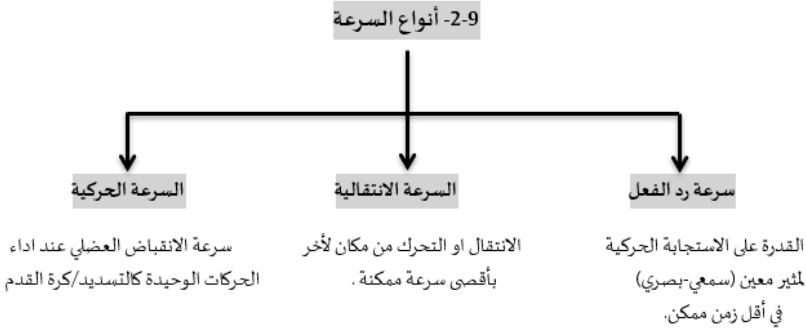 2-9- أنواع السرعة
سرعة رد الفعل
القدرة على الاستجابة الحركية
لمثير معين (سمعي-بصري)
في أقل زمن ممكن.
السرعة الانتقالية
الانتقال او التحرك من مكان لأخر
بأقصى سرعة ممكنة .
السرعة الحركية
سرعة الانقباض العضلي عند اداء
الحركات الوحيدة كالتسديد/كرة القدم